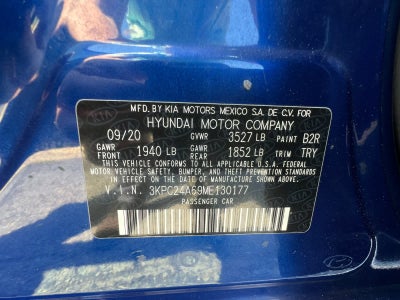 MFD. BY KIA MOTORS MEXICO S.A. DE C.V. FOR
HYUNDAI MOTOR COMPANY
09/20 GVWR 3527 LB PAINT B2R
GAWR FRONT 1940 LB GAWR REAR 1852 LB TRIM TRY
THIS VEHICLE CONFORMS TO ALL APPLICABLE U.S.A. FEDERAL
MOTOR VEHICLE SAFETY, BUMPER, AND THEFT PREVENTION STANDARDS
IN EFFECT ON THE DATE OF MANUFACTURE SHOWN ABOVE.
V.I.N. 3KPC24A69ME130177
PASSENGER CAR